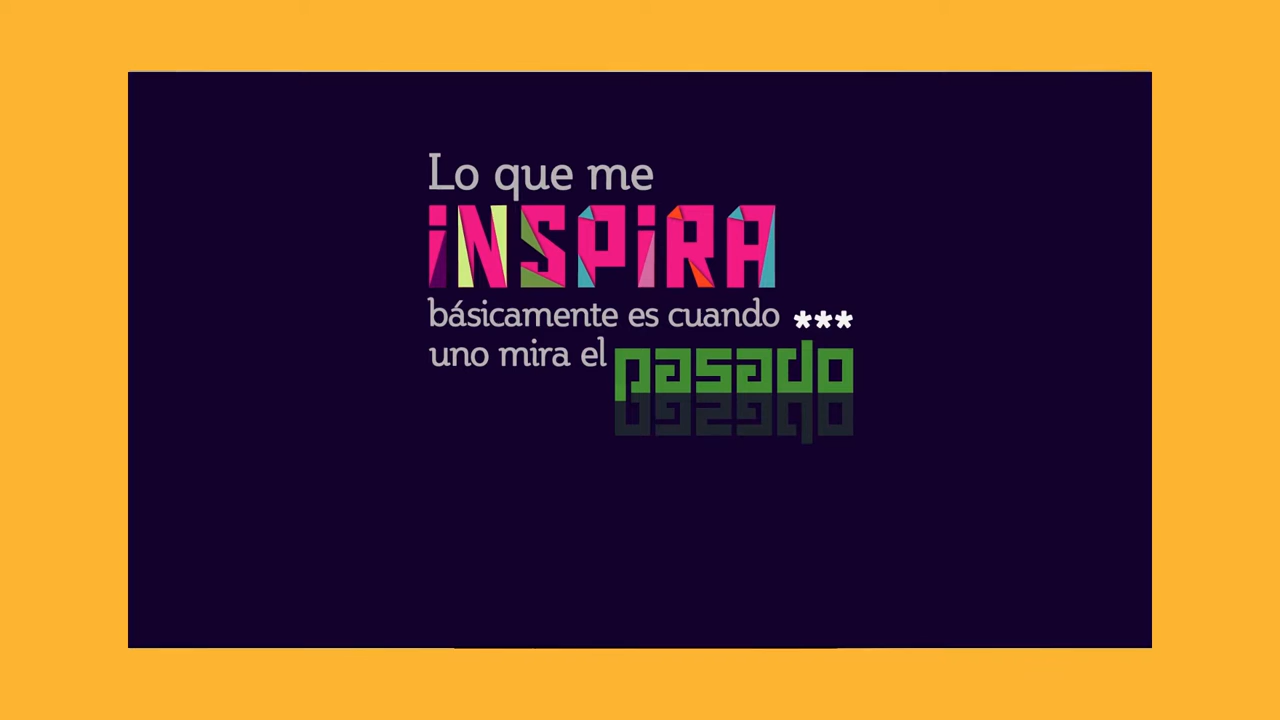 Lo que me
iNSPiRA
básicamente es cuando ***
uno mira el pasado